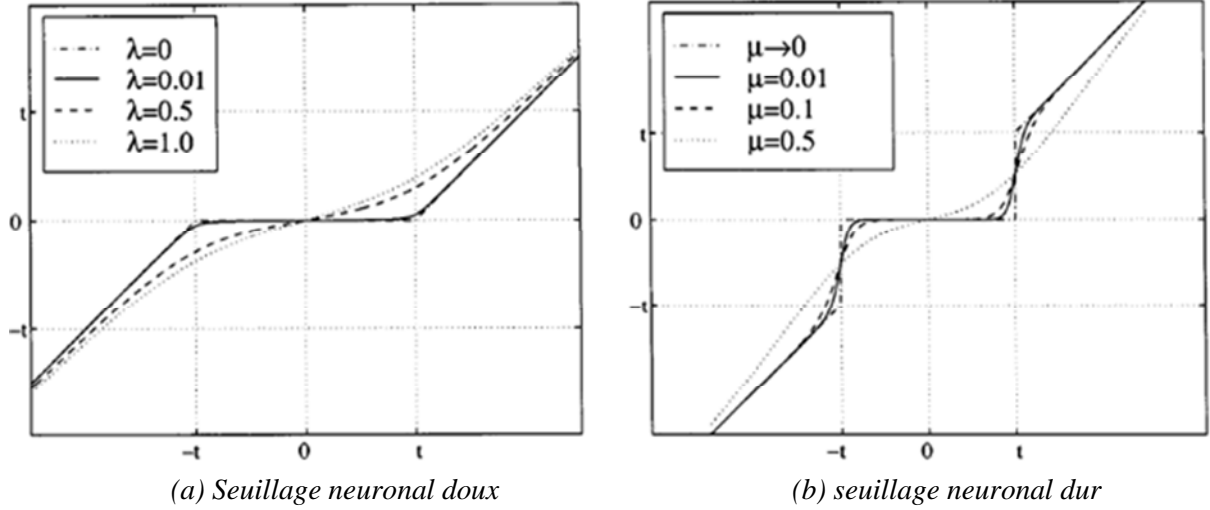 λ=0
λ=0.01
λ=0.5
λ=1.0
t
0
-t
-t
0
t
(a) Seuillage neuronal doux
μ→0
μ=0.01
μ=0.1
μ=0.5
t
0
-t
-t
0
t
(b) seuillage neuronal dur